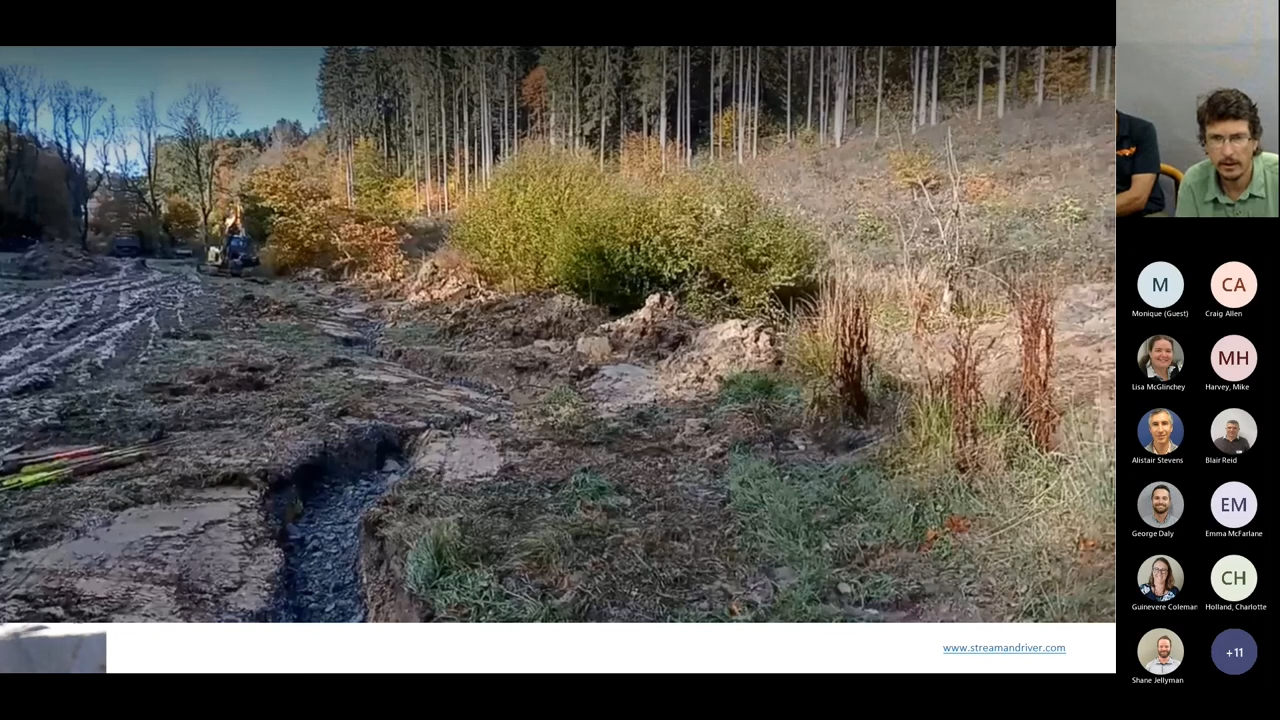 www.streamandriver.com
M
CA
Monique (Guest)
Craig Allen
MH
Lisa McGlinchey
Harvey, Mike
Alistair Stevens
Blair Reid
EM
George Daly
Emma McFarlane
CH
Guinevere Coleman
Holland, Charlotte
+11
Shane Jellyman